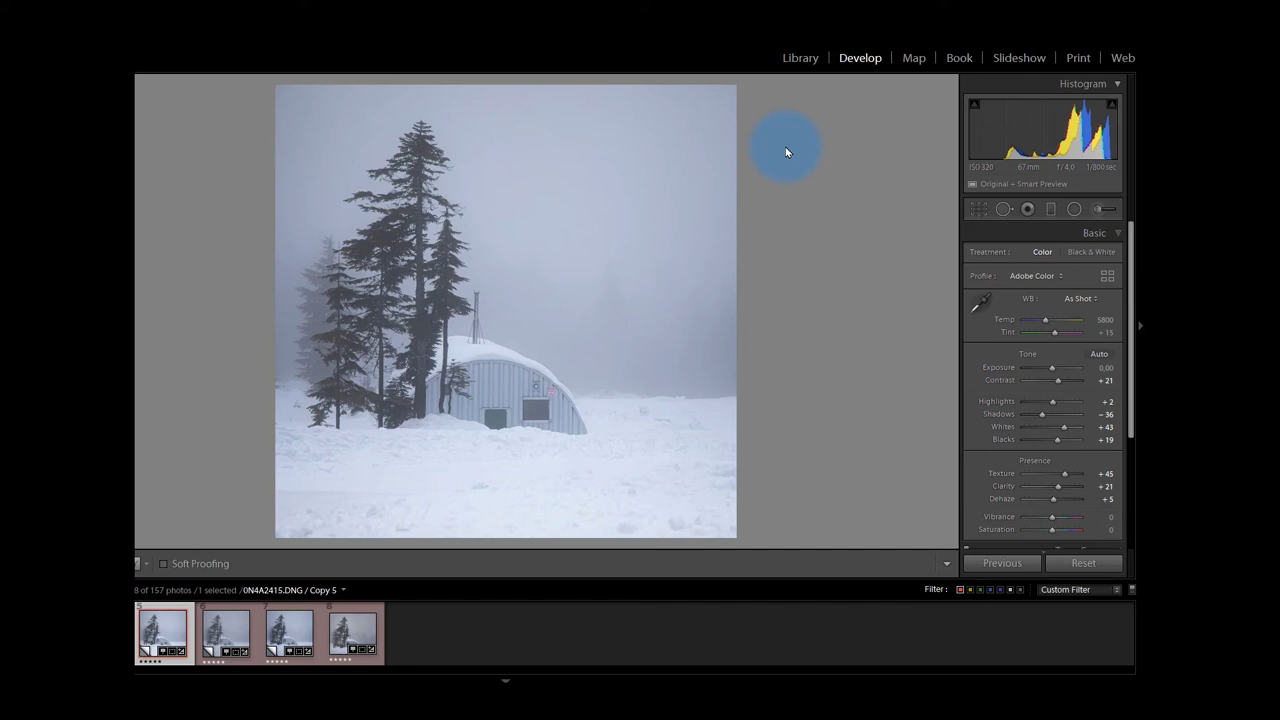 Library | Develop | Map | Book | Slideshow | Print | Web
Histogram
ISO 320 67 mm f / 4,0 1/800 sec
Original + Smart Preview
Basic
Treatment : Color Black & White
Profile : Adobe Color
WB : As Shot
Temp 5800
Tint + 15
Tone Auto
Exposure 0,00
Contrast + 21
Highlights + 2
Shadows − 36
Whites + 43
Blacks + 19
Presence
Texture + 45
Clarity + 21
Dehaze + 5
Vibrance 0
Saturation 0
Soft Proofing
Previous Reset
8 of 157 photos / 1 selected / 0N4A2415.DNG / Copy 5
Filter : Custom Filter
5 6 7 8